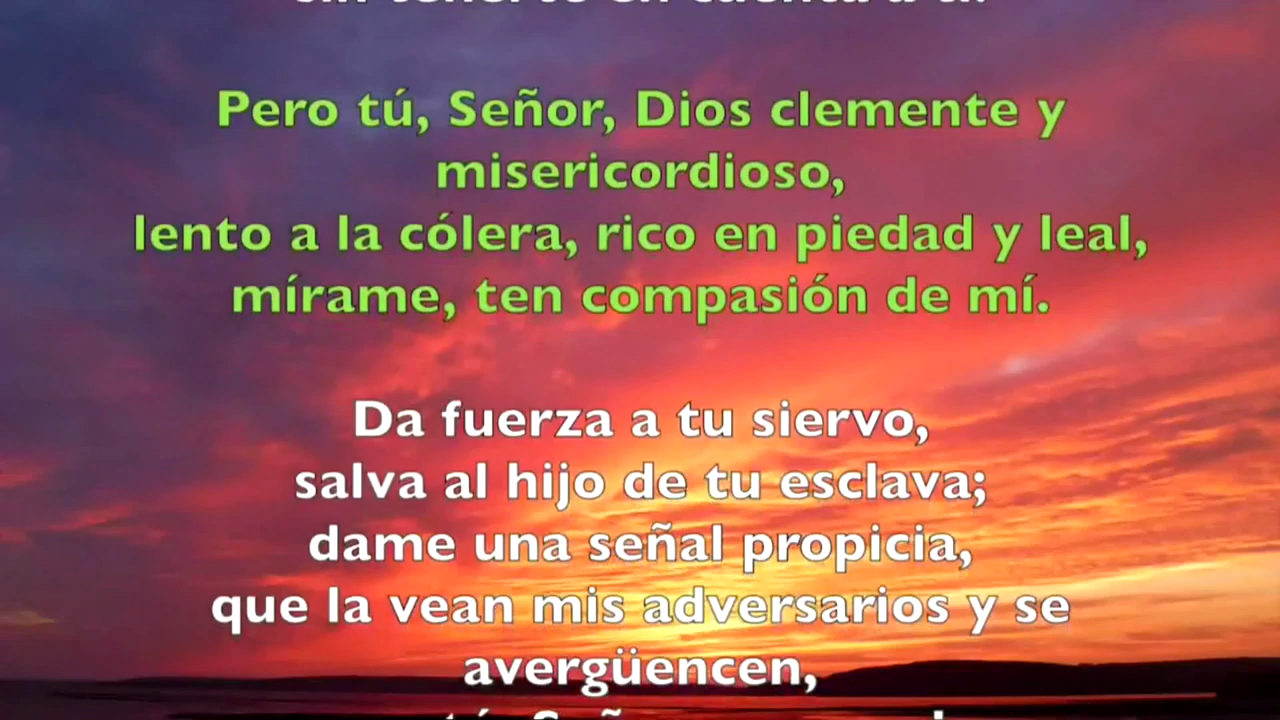 Pero tú, Señor, Dios clemente y
misericordioso,
lento a la cólera, rico en piedad y leal,
mírame, ten compasión de mí.
Da fuerza a tu siervo,
salva al hijo de tu esclava;
dame una señal propicia,
que la vean mis adversarios y se
avergüencen,